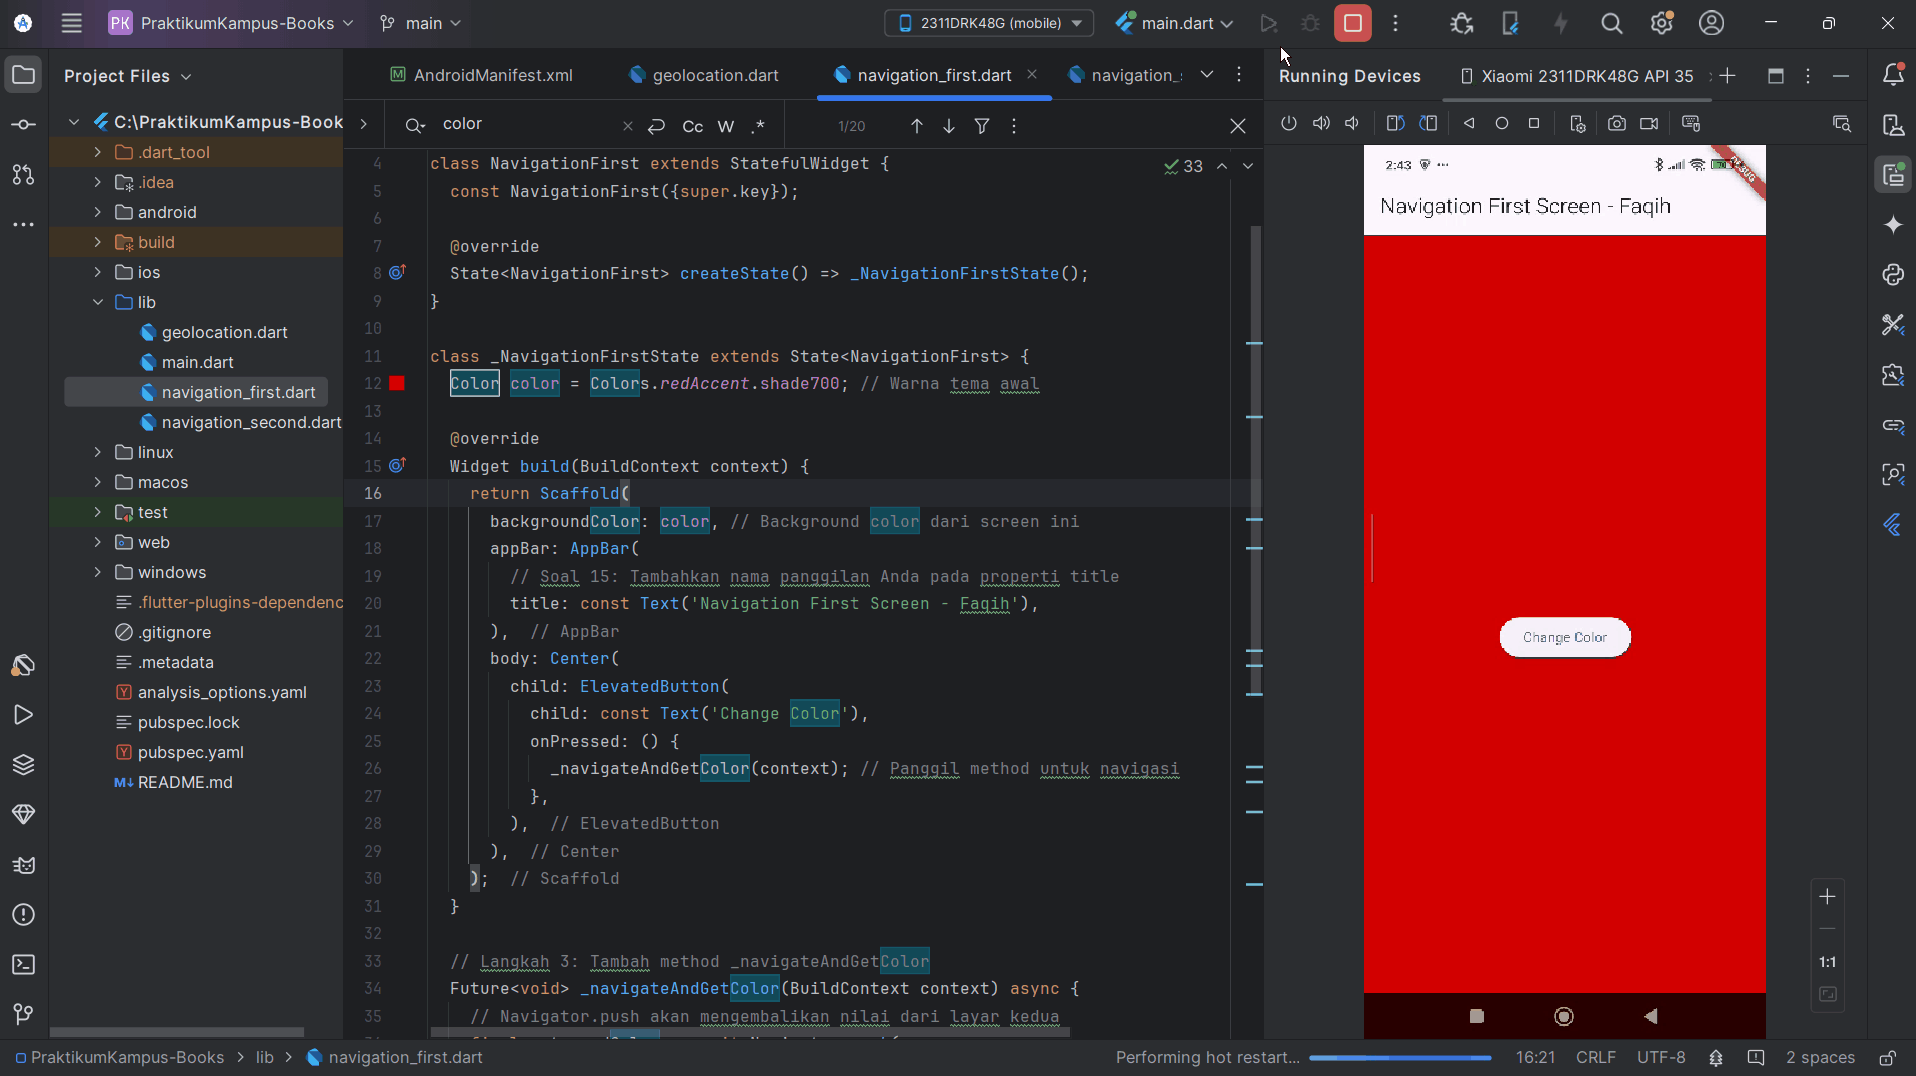 PK PraktikumKampus-Books main 2311DRK48G (mobile) main.dart
Project Files
C:\PraktikumKampus-Book
.dart_tool
.idea
android
build
ios
lib
geolocation.dart
main.dart
navigation_first.dart
navigation_second.dart
linux
macos
test
web
windows
.flutter-plugins-dependenc
.gitignore
.metadata
analysis_options.yaml
pubspec.lock
pubspec.yaml
README.md
AndroidManifest.xml geolocation.dart navigation_first.dart navigation_
color Cc W .* 1/20
33
4 class NavigationFirst extends StatefulWidget {
5 const NavigationFirst({super.key});
6
7 @override
8 State<NavigationFirst> createState() => _NavigationFirstState();
9 }
10
11 class _NavigationFirstState extends State<NavigationFirst> {
12 Color color = Colors.redAccent.shade700; // Warna tema awal
13
14 @override
15 Widget build(BuildContext context) {
16 return Scaffold(
17 backgroundColor: color, // Background color dari screen ini
18 appBar: AppBar(
19 // Soal 15: Tambahkan nama panggilan Anda pada properti title
20 title: const Text('Navigation First Screen - Faqih'),
21 ), // AppBar
22 body: Center(
23 child: ElevatedButton(
24 child: const Text('Change Color'),
25 onPressed: () {
26 _navigateAndGetColor(context); // Panggil method untuk navigasi
27 },
28 ), // ElevatedButton
29 ), // Center
30 ); // Scaffold
31 }
32
33 // Langkah 3: Tambah method _navigateAndGetColor
34 Future<void> _navigateAndGetColor(BuildContext context) async {
35 // Navigator.push akan mengembalikan nilai dari layar kedua
Running Devices Xiaomi 2311DRK48G API 35
2:43
Navigation First Screen - Faqih
Change Color
1:1
PraktikumKampus-Books > lib > navigation_first.dart Performing hot restart... 16:21 CRLF UTF-8 2 spaces